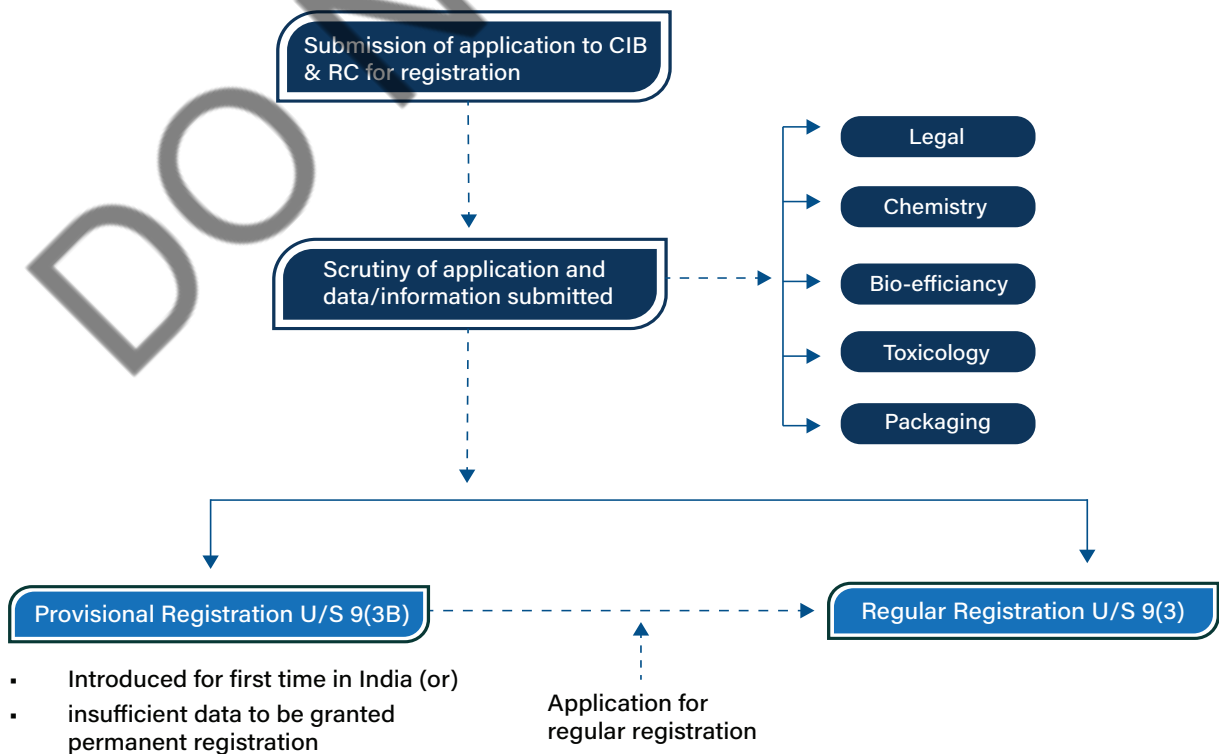 Submission of application to CIB
& RC for registration
Legal
Chemistry
Scrutiny of application and
data/information submitted
Bio-efficiancy
Toxicology
Packaging
Provisional Registration U/S 9(3B)
Regular Registration U/S 9(3)
▪ Introduced for first time in India (or)
▪ insufficient data to be granted
permanent registration
Application for
regular registration
DO